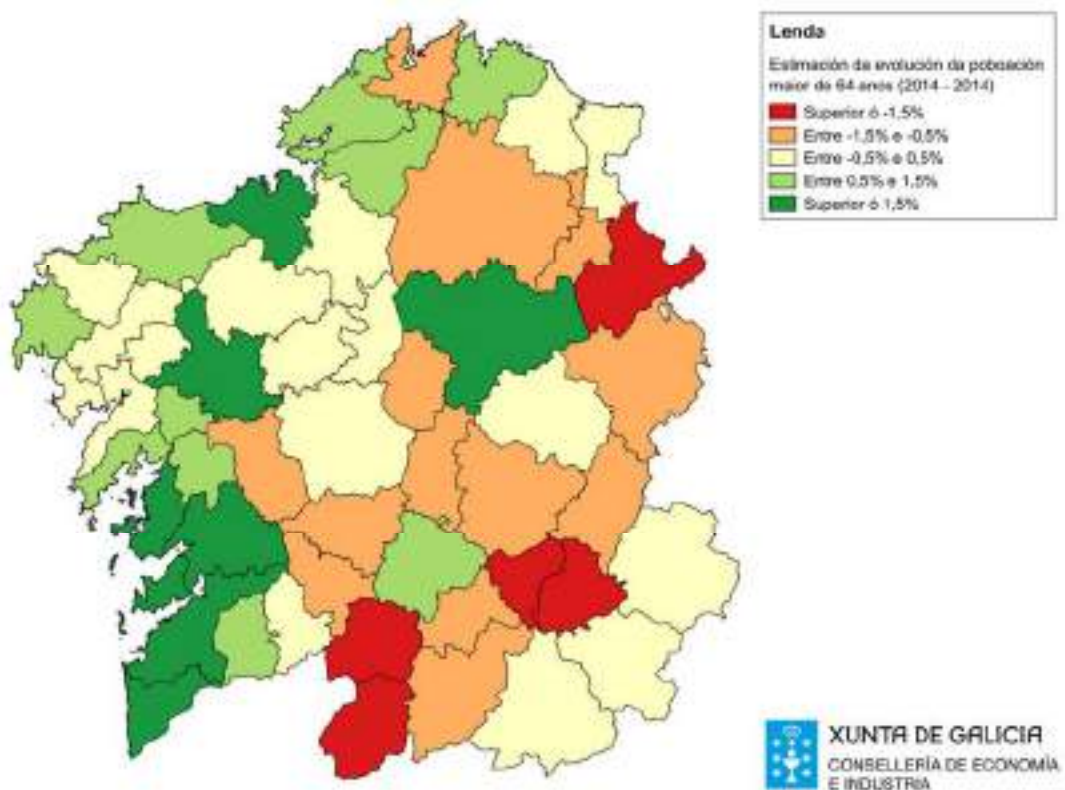 Lenda
Estimación da evolución da poboación
maior de 64 anos (2014 - 2014)
Superior ó -1,5%
Entre -1,5% e -0,5%
Entre -0,5% e 0,5%
Entre 0,5% e 1,5%
Superior ó 1,5%
XUNTA DE GALICIA
CONSELLERÍA DE ECONOMÍA
E INDUSTRIA